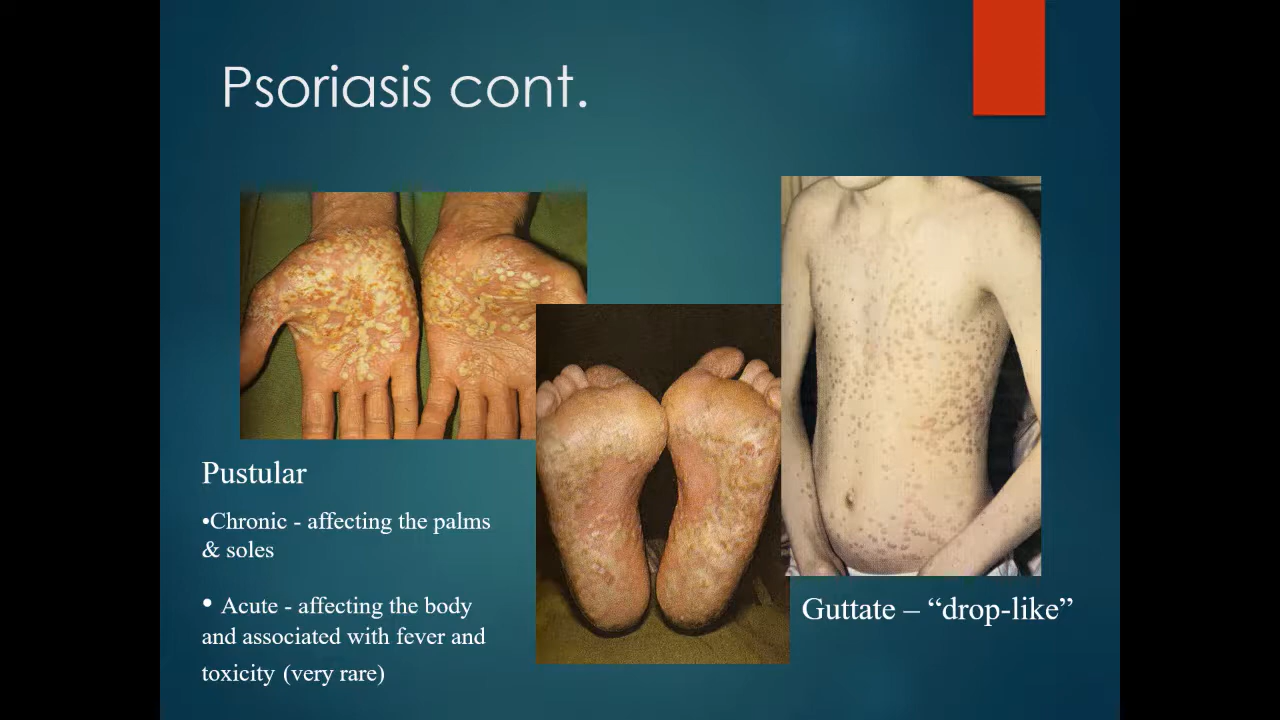 Psoriasis cont.
Pustular
•Chronic - affecting the palms
& soles
• Acute - affecting the body
and associated with fever and
toxicity (very rare)
Guttate – “drop-like”